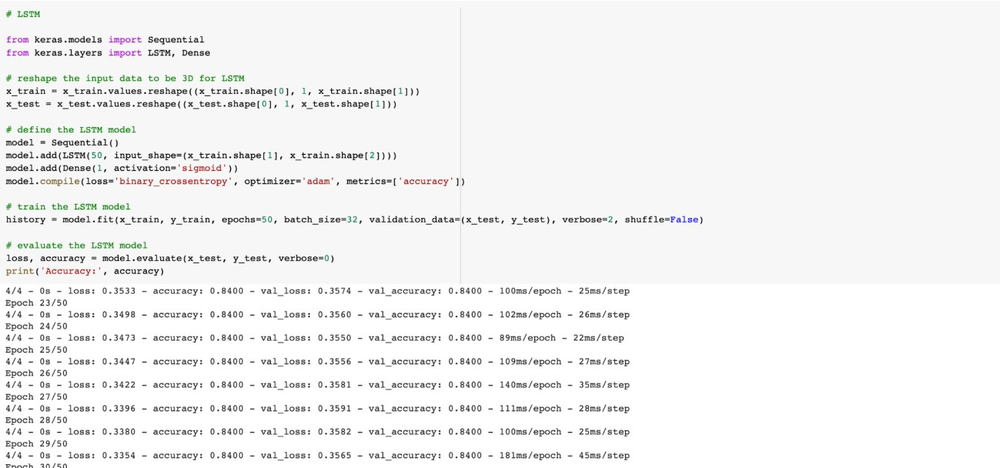 # LSTM
from keras.models import Sequential
from keras.layers import LSTM, Dense
# reshape the input data to be 3D for LSTM
x_train = x_train.values.reshape((x_train.shape[0], 1, x_train.shape[1]))
x_test = x_test.values.reshape((x_test.shape[0], 1, x_test.shape[1]))
# define the LSTM model
model = Sequential()
model.add(LSTM(50, input_shape=(x_train.shape[1], x_train.shape[2])))
model.add(Dense(1, activation='sigmoid'))
model.compile(loss='binary_crossentropy', optimizer='adam', metrics=['accuracy'])
# train the LSTM model
history = model.fit(x_train, y_train, epochs=50, batch_size=32, validation_data=(x_test, y_test), verbose=2, shuffle=False)
# evaluate the LSTM model
loss, accuracy = model.evaluate(x_test, y_test, verbose=0)
print('Accuracy:', accuracy)
4/4 - 0s - loss: 0.3533 - accuracy: 0.8400 - val_loss: 0.3574 - val_accuracy: 0.8400 - 100ms/epoch - 25ms/step
Epoch 23/50
4/4 - 0s - loss: 0.3498 - accuracy: 0.8400 - val_loss: 0.3560 - val_accuracy: 0.8400 - 102ms/epoch - 26ms/step
Epoch 24/50
4/4 - 0s - loss: 0.3473 - accuracy: 0.8400 - val_loss: 0.3550 - val_accuracy: 0.8400 - 89ms/epoch - 22ms/step
Epoch 25/50
4/4 - 0s - loss: 0.3447 - accuracy: 0.8400 - val_loss: 0.3556 - val_accuracy: 0.8400 - 109ms/epoch - 27ms/step
Epoch 26/50
4/4 - 0s - loss: 0.3422 - accuracy: 0.8400 - val_loss: 0.3581 - val_accuracy: 0.8400 - 140ms/epoch - 35ms/step
Epoch 27/50
4/4 - 0s - loss: 0.3396 - accuracy: 0.8400 - val_loss: 0.3591 - val_accuracy: 0.8400 - 111ms/epoch - 28ms/step
Epoch 28/50
4/4 - 0s - loss: 0.3380 - accuracy: 0.8400 - val_loss: 0.3582 - val_accuracy: 0.8400 - 100ms/epoch - 25ms/step
Epoch 29/50
4/4 - 0s - loss: 0.3354 - accuracy: 0.8400 - val_loss: 0.3565 - val_accuracy: 0.8400 - 181ms/epoch - 45ms/step
Epoch 30/50